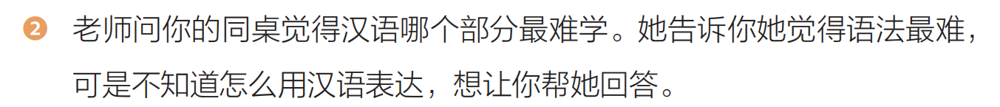 2 老师问你的同桌觉得汉语哪个部分最难学。她告诉你她觉得语法最难，
可是不知道怎么用汉语表达，想让你帮她回答。